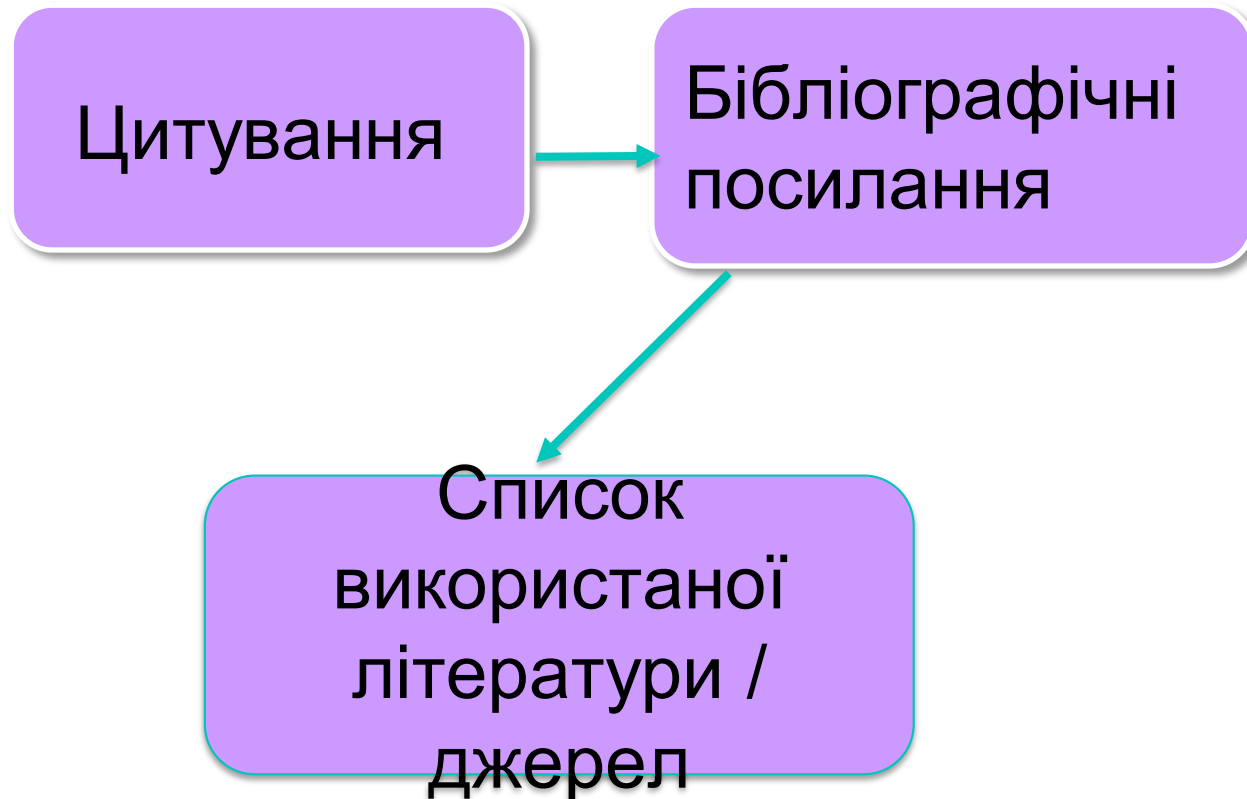 Цитування
Бібліографічні
посилання
Список
використаної
літератури /
джерел